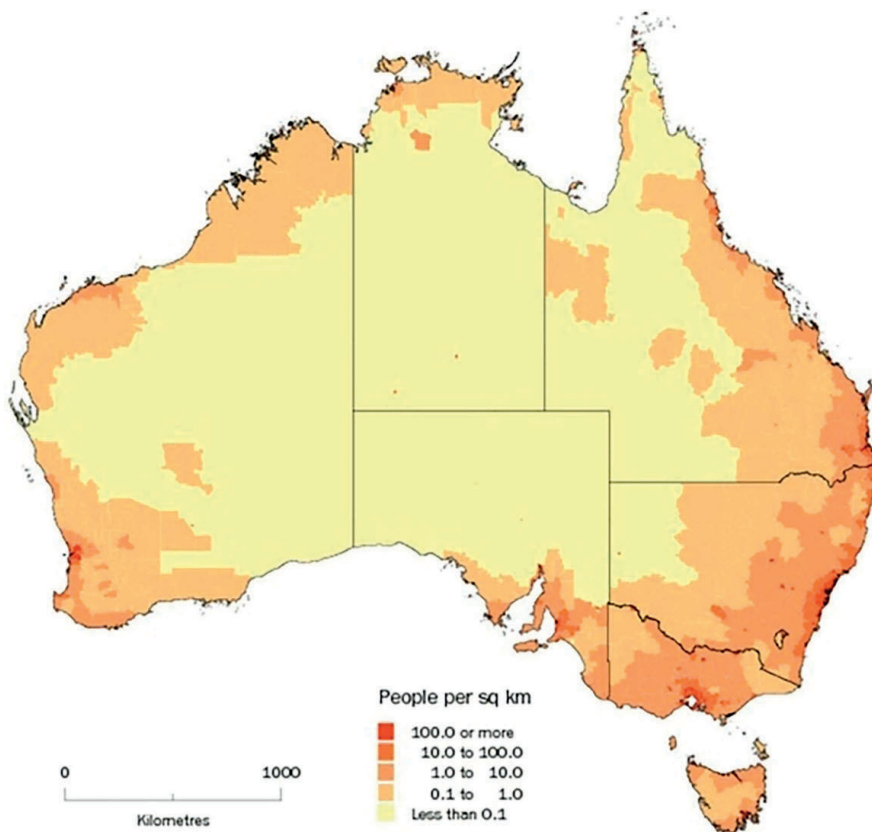 People per sq km
100.0 or more
10.0 to 100.0
1.0 to 10.0
0.1 to 1.0
Less than 0.1
0 1000
Kilometres